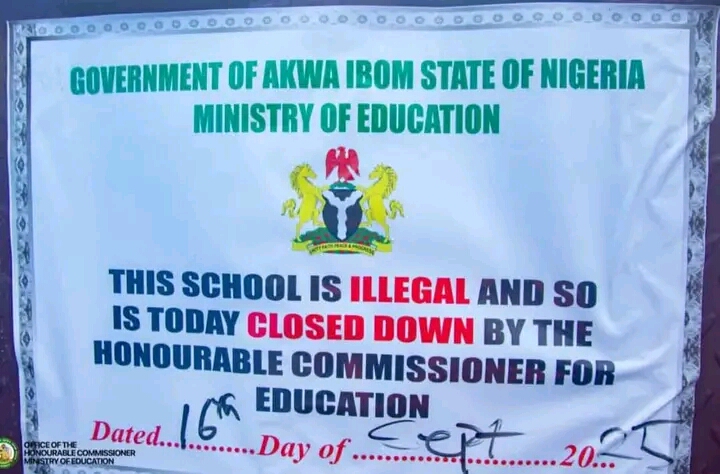 GOVERNMENT OF AKWA IBOM STATE OF NIGERIA
MINISTRY OF EDUCATION
UNITY FAITH, PEACE & PROGRESS
THIS SCHOOL IS ILLEGAL AND SO
IS TODAY CLOSED DOWN BY THE
HONOURABLE COMMISSIONER FOR
EDUCATION
Dated...16th...Day of ...Sept...2025
OFFICE OF THE
HONOURABLE COMMISSIONER
MINISTRY OF EDUCATION